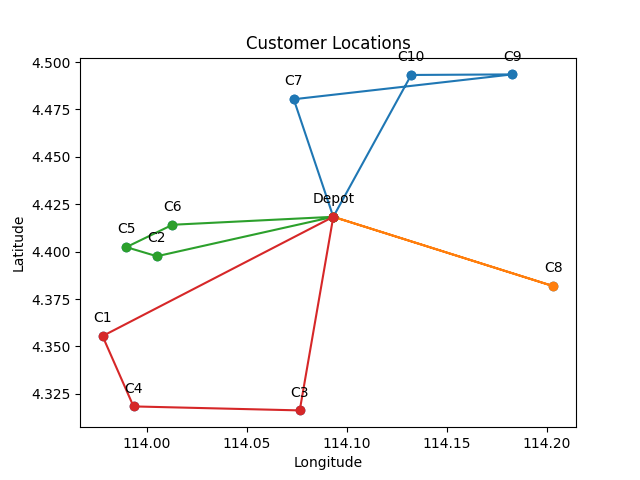 Customer Locations
C10
C9
C7
Depot
C6
C5
C2
C8
C1
C4
C3
4.500
4.475
4.450
4.425
4.400
4.375
4.350
4.325
Latitude
114.00
114.05
114.10
114.15
114.20
Longitude